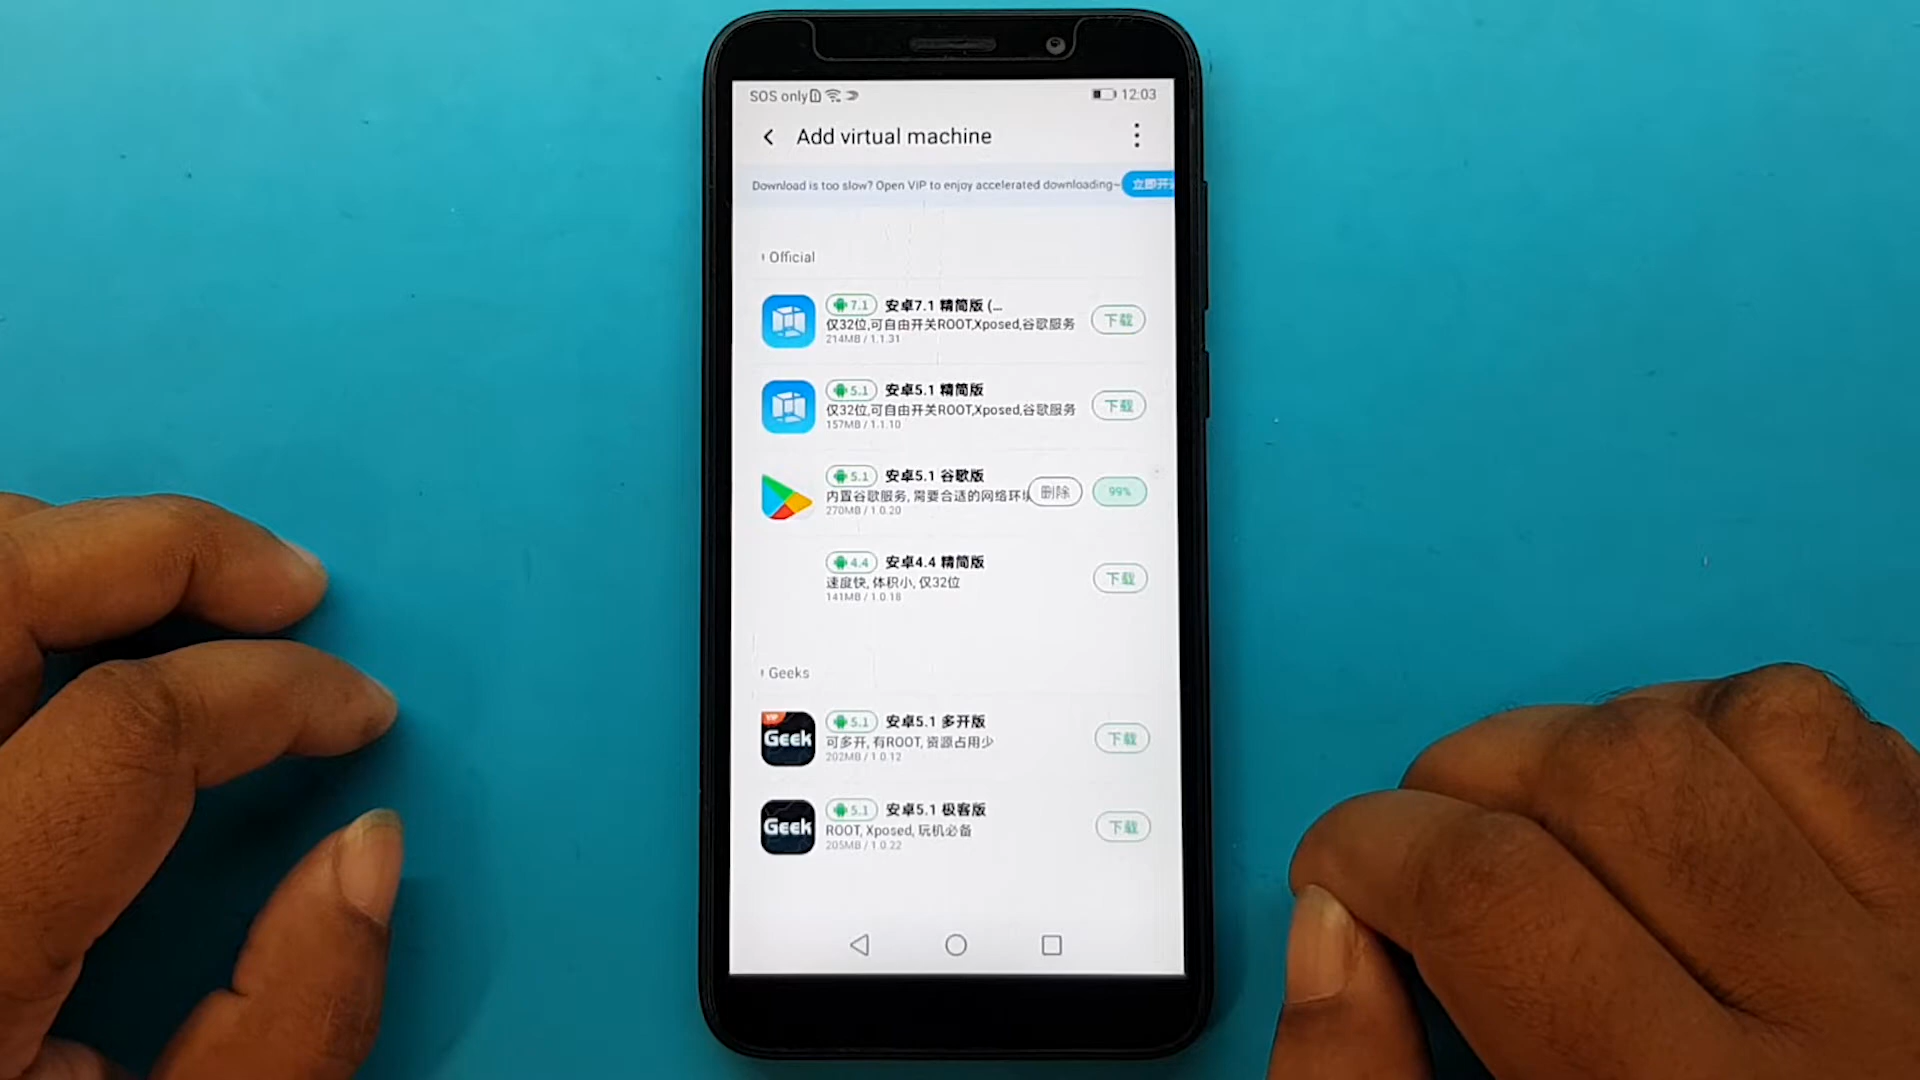 SOS only
12:03
Add virtual machine
Download is too slow? Open VIP to enjoy accelerated downloading~
立即开
Official
7.1 安卓7.1 精简版 (...
仅32位,可自由开关ROOT,Xposed,谷歌服务
214MB / 1.1.31
下载
5.1 安卓5.1 精简版
仅32位,可自由开关ROOT,Xposed,谷歌服务
157MB / 1.1.10
下载
5.1 安卓5.1 谷歌版
内置谷歌服务, 需要合适的网络环
270MB / 1.0.20
删除
99%
4.4 安卓4.4 精简版
速度快, 体积小, 仅32位
141MB / 1.0.18
下载
Geeks
VIP
Geek
5.1 安卓5.1 多开版
可多开, 有ROOT, 资源占用少
202MB / 1.0.12
下载
Geek
5.1 安卓5.1 极客版
ROOT, Xposed, 玩机必备
205MB / 1.0.22
下载